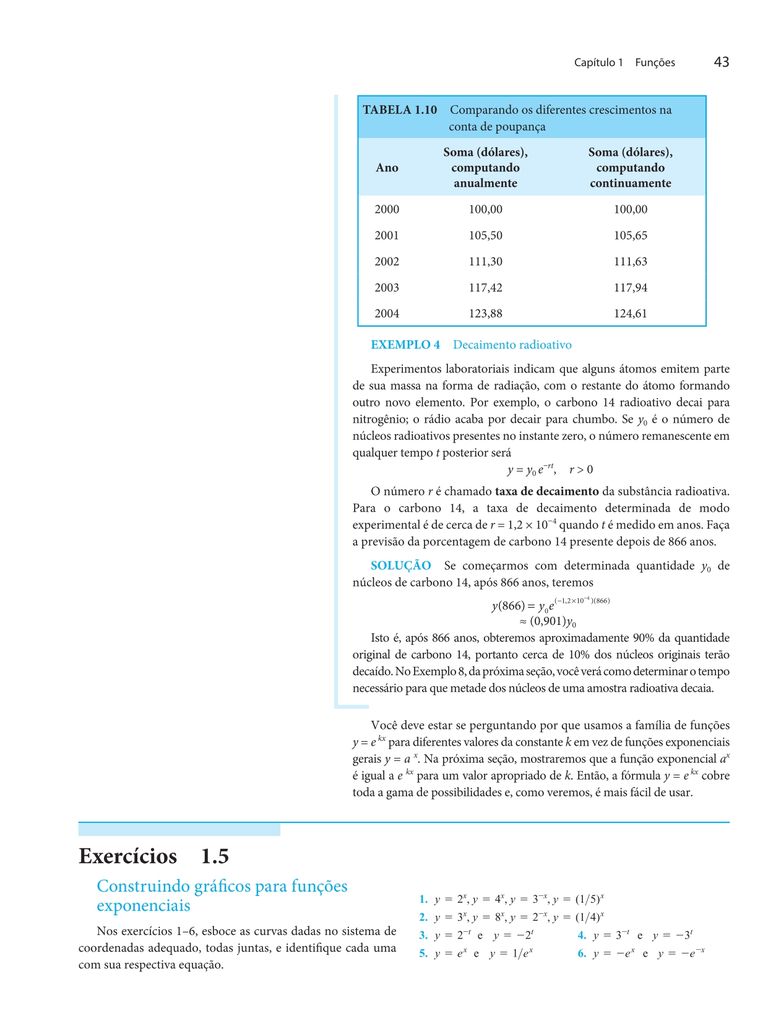 Capítulo 1 Funções 43
TABELA 1.10 Comparando os diferentes crescimentos na
conta de poupança
Ano Soma (dólares), computando anualmente Soma (dólares), computando continuamente
2000 100,00 100,00
2001 105,50 105,65
2002 111,30 111,63
2003 117,42 117,94
2004 123,88 124,61
EXEMPLO 4 Decaimento radioativo
Experimentos laboratoriais indicam que alguns átomos emitem parte
de sua massa na forma de radiação, com o restante do átomo formando
outro novo elemento. Por exemplo, o carbono 14 radioativo decai para
nitrogênio; o rádio acaba por decair para chumbo. Se y₀ é o número de
núcleos radioativos presentes no instante zero, o número remanescente em
qualquer tempo t posterior será
y = y₀ e⁻ʳᵗ, r > 0
O número r é chamado taxa de decaimento da substância radioativa.
Para o carbono 14, a taxa de decaimento determinada de modo
experimental é de cerca de r = 1,2 × 10⁻⁴ quando t é medido em anos. Faça
a previsão da porcentagem de carbono 14 presente depois de 866 anos.
SOLUÇÃO Se começarmos com determinada quantidade y₀ de
núcleos de carbono 14, após 866 anos, teremos
y(866) = y₀e^(−1,2×10⁻⁴)(866)
≈ (0,901)y₀
Isto é, após 866 anos, obteremos aproximadamente 90% da quantidade
original de carbono 14, portanto cerca de 10% dos núcleos originais terão
decaído. No Exemplo 8, da próxima seção, você verá como determinar o tempo
necessário para que metade dos núcleos de uma amostra radioativa decaia.
Você deve estar se perguntando por que usamos a família de funções
y = e ᵏˣ para diferentes valores da constante k em vez de funções exponenciais
gerais y = a ˣ. Na próxima seção, mostraremos que a função exponencial aˣ
é igual a e ᵏˣ para um valor apropriado de k. Então, a fórmula y = e ᵏˣ cobre
toda a gama de possibilidades e, como veremos, é mais fácil de usar.
Exercícios 1.5
Construindo gráficos para funções
exponenciais
Nos exercícios 1–6, esboce as curvas dadas no sistema de
coordenadas adequado, todas juntas, e identifique cada uma
com sua respectiva equação.
1. y = 2ˣ, y = 4ˣ, y = 3⁻ˣ, y = (1/5)ˣ
2. y = 3ˣ, y = 8ˣ, y = 2⁻ˣ, y = (1/4)ˣ
3. y = 2⁻ᵗ e y = −2ᵗ 4. y = 3⁻ᵗ e y = −3ᵗ
5. y = eˣ e y = 1/eˣ 6. y = −eˣ e y = −e⁻ˣ